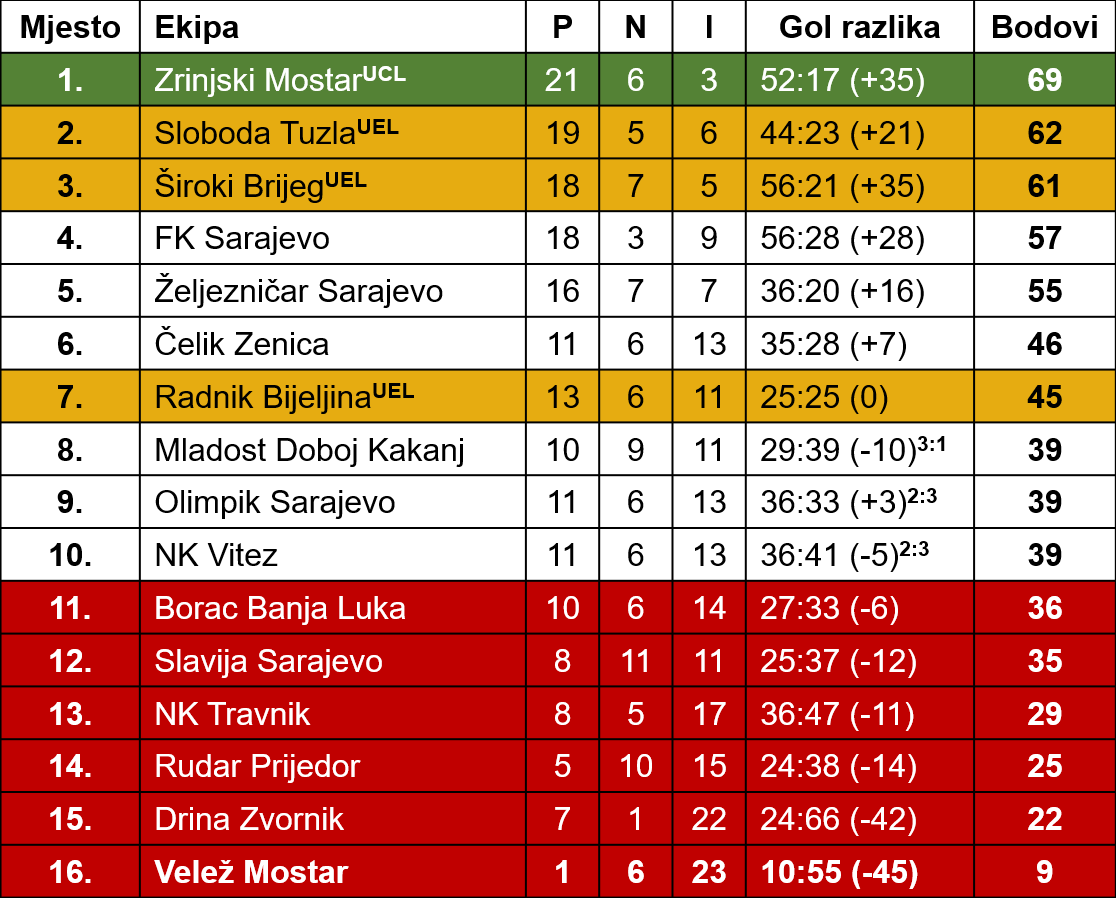 Mjesto Ekipa P N I Gol razlika Bodovi
1. Zrinjski MostarUCL 21 6 3 52:17 (+35) 69
2. Sloboda TuzlaUEL 19 5 6 44:23 (+21) 62
3. Široki BrijegUEL 18 7 5 56:21 (+35) 61
4. FK Sarajevo 18 3 9 56:28 (+28) 57
5. Željezničar Sarajevo 16 7 7 36:20 (+16) 55
6. Čelik Zenica 11 6 13 35:28 (+7) 46
7. Radnik BijeljinaUEL 13 6 11 25:25 (0) 45
8. Mladost Doboj Kakanj 10 9 11 29:39 (-10)3:1 39
9. Olimpik Sarajevo 11 6 13 36:33 (+3)2:3 39
10. NK Vitez 11 6 13 36:41 (-5)2:3 39
11. Borac Banja Luka 10 6 14 27:33 (-6) 36
12. Slavija Sarajevo 8 11 11 25:37 (-12) 35
13. NK Travnik 8 5 17 36:47 (-11) 29
14. Rudar Prijedor 5 10 15 24:38 (-14) 25
15. Drina Zvornik 7 1 22 24:66 (-42) 22
16. Velež Mostar 1 6 23 10:55 (-45) 9